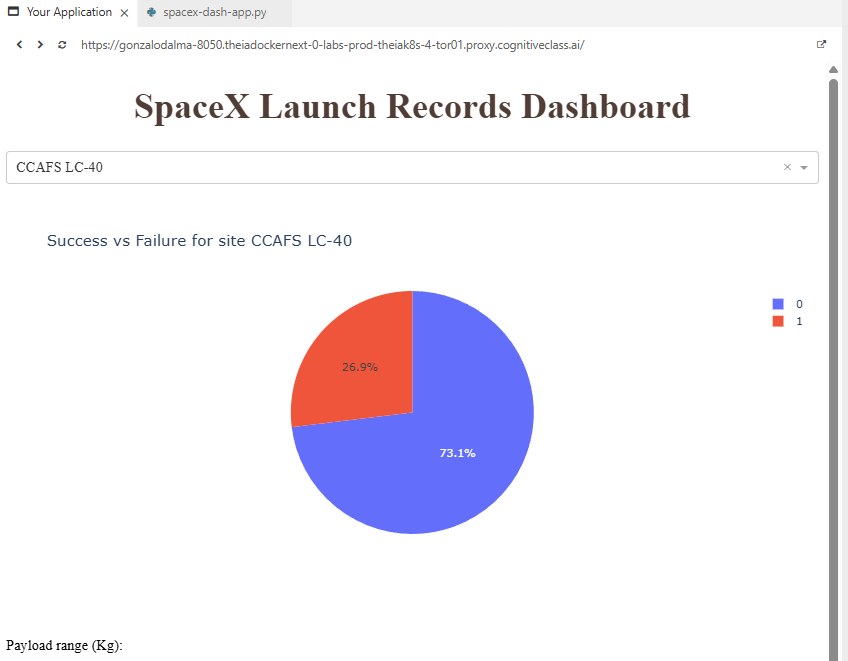 Your Application
spacex-dash-app.py
https://gonzalodalma-8050.theiadockernext-0-labs-prod-theiak8s-4-tor01.proxy.cognitiveclass.ai/
SpaceX Launch Records Dashboard
CCAFS LC-40
Success vs Failure for site CCAFS LC-40
0
1
26.9%
73.1%
Payload range (Kg):